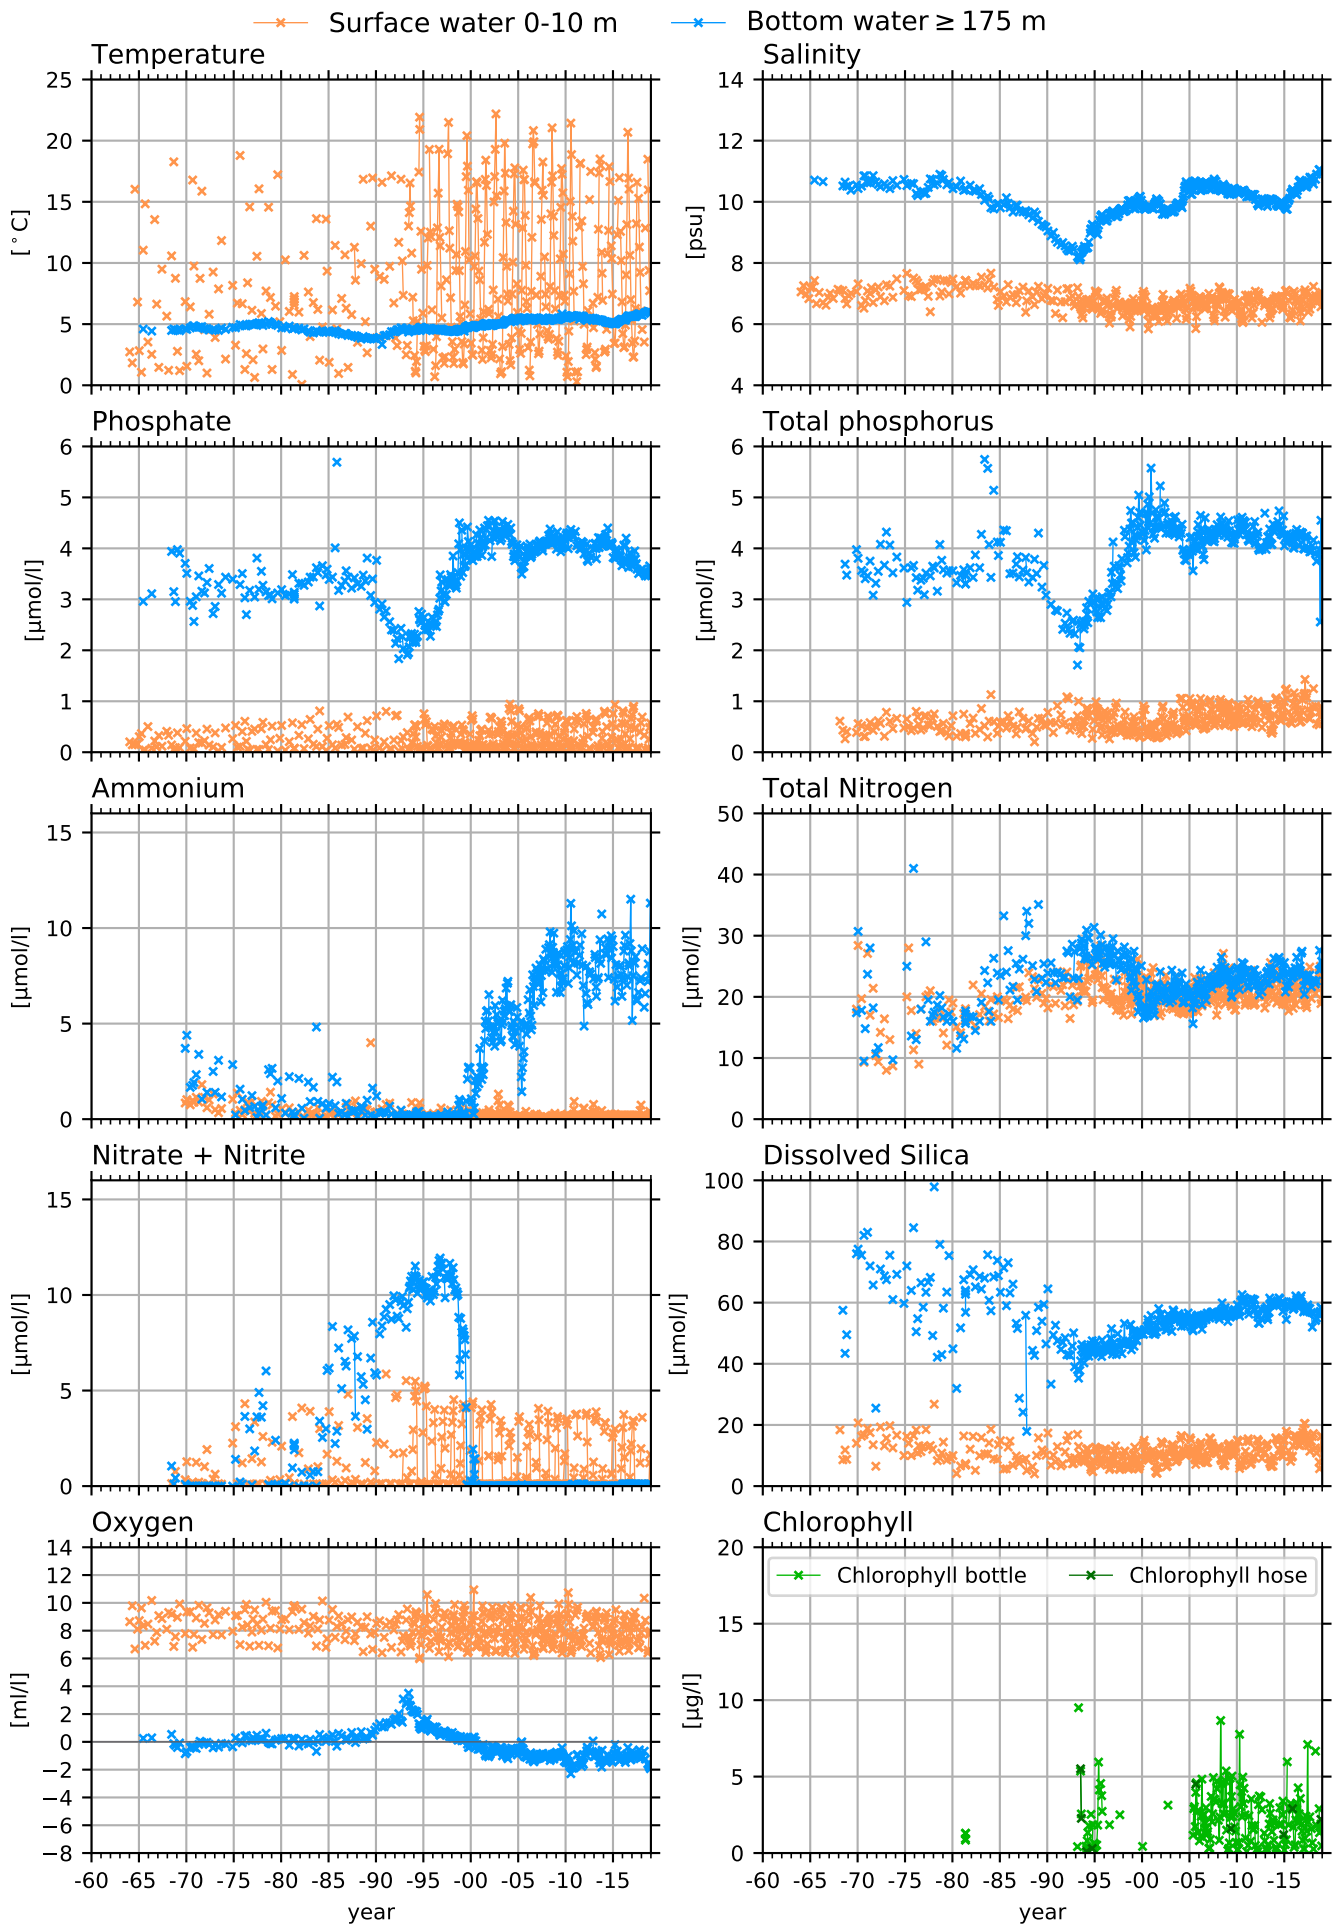 Surface water 0-10 m
Bottom water ≥ 175 m
Temperature
25
20
15
10
5
0
[°C]
Salinity
14
12
10
8
6
4
[psu]
Phosphate
6
5
4
3
2
1
0
[µmol/l]
Total phosphorus
6
5
4
3
2
1
0
[µmol/l]
Ammonium
15
10
5
0
[µmol/l]
Total Nitrogen
50
40
30
20
10
0
[µmol/l]
Nitrate + Nitrite
15
10
5
0
[µmol/l]
Dissolved Silica
100
80
60
40
20
0
[µmol/l]
Oxygen
14
12
10
8
6
4
2
0
−2
−4
−6
−8
[ml/l]
-60 -65 -70 -75 -80 -85 -90 -95 -00 -05 -10 -15
year
Chlorophyll
Chlorophyll bottle
Chlorophyll hose
20
15
10
5
0
[µg/l]
-60 -65 -70 -75 -80 -85 -90 -95 -00 -05 -10 -15
year